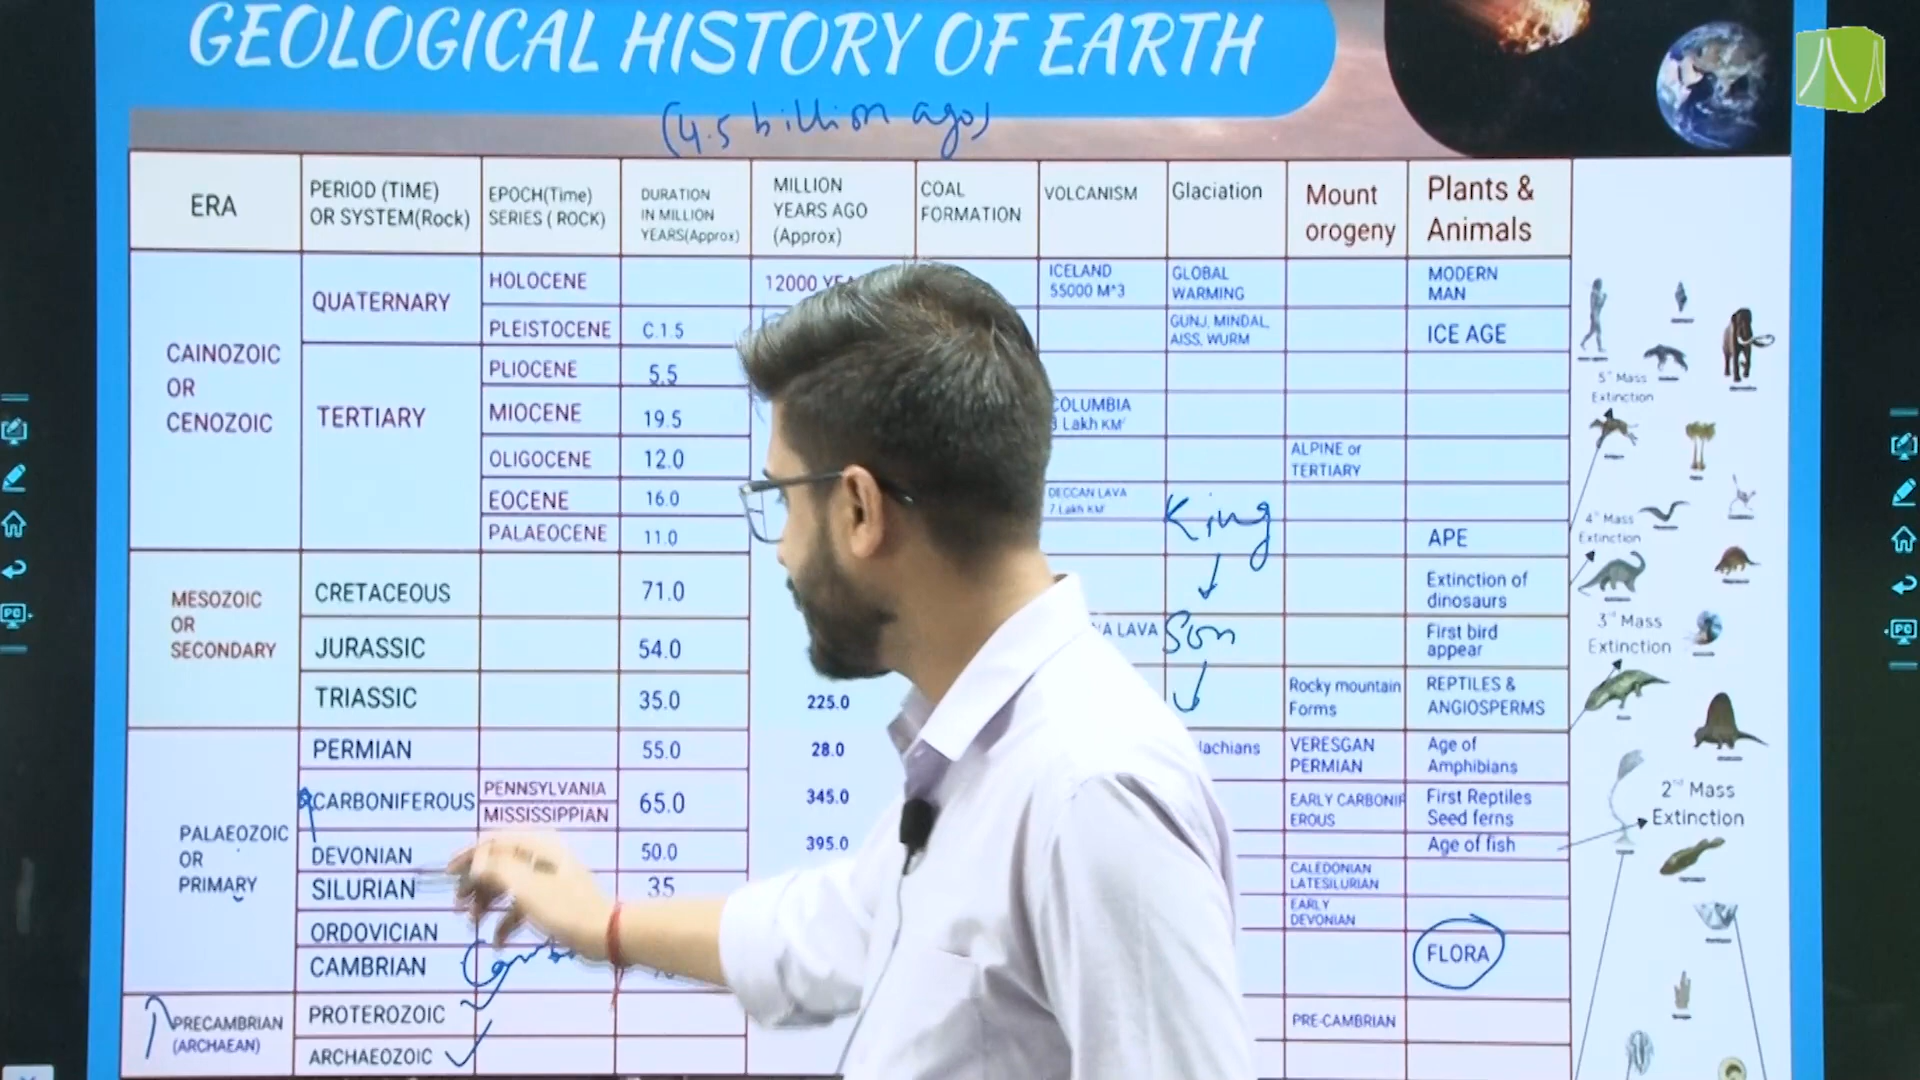 GEOLOGICAL HISTORY OF EARTH
(4.5 billion ago)
ERA
PERIOD (TIME)
OR SYSTEM(Rock)
EPOCH(Time)
SERIES ( ROCK)
DURATION
IN MILLION
YEARS(Approx)
MILLION
YEARS AGO
(Approx)
COAL
FORMATION
VOLCANISM
Glaciation
Mount
orogeny
Plants &
Animals
CAINOZOIC
OR
CENOZOIC
QUATERNARY
HOLOCENE
12000
ICELAND
55000 M^3
GLOBAL
WARMING
MODERN
MAN
PLEISTOCENE
C.1.5
GUNJ, MINDAL,
AISS, WURM
ICE AGE
TERTIARY
PLIOCENE
5.5
MIOCENE
19.5
COLUMBIA
Lakh KM²
OLIGOCENE
12.0
ALPINE or
TERTIARY
EOCENE
16.0
DECCAN LAVA
7 Lakh KM²
King
PALAEOCENE
11.0
APE
MESOZOIC
OR
SECONDARY
CRETACEOUS
71.0
Extinction of
dinosaurs
JURASSIC
54.0
LAVA
Son
First bird
appear
TRIASSIC
35.0
225.0
Rocky mountain
Forms
REPTILES &
ANGIOSPERMS
PALAEOZOIC
OR
PRIMARY
PERMIAN
55.0
28.0
VERESGAN
PERMIAN
Age of
Amphibians
CARBONIFEROUS
PENNSYLVANIA
MISSISSIPPIAN
65.0
345.0
EARLY CARBONIF
EROUS
First Reptiles
Seed ferns
DEVONIAN
50.0
395.0
Age of fish
SILURIAN
35
CALEDONIAN
LATESILURIAN
ORDOVICIAN
EARLY
DEVONIAN
CAMBRIAN
FLORA
PRECAMBRIAN
(ARCHAEAN)
PROTEROZOIC
PRE-CAMBRIAN
ARCHAEOZOIC
5th Mass
Extinction
4th Mass
Extinction
3rd Mass
Extinction
2nd Mass
Extinction
PC
PC